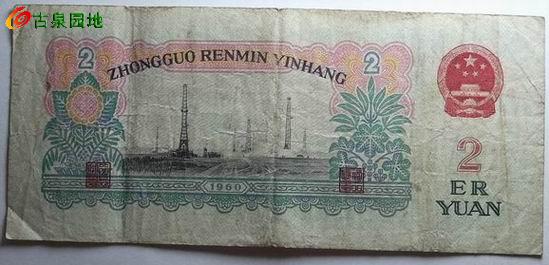 古泉园地
2
2
ZHONGGUO RENMIN YINHANG
2
ER
YUAN
1960